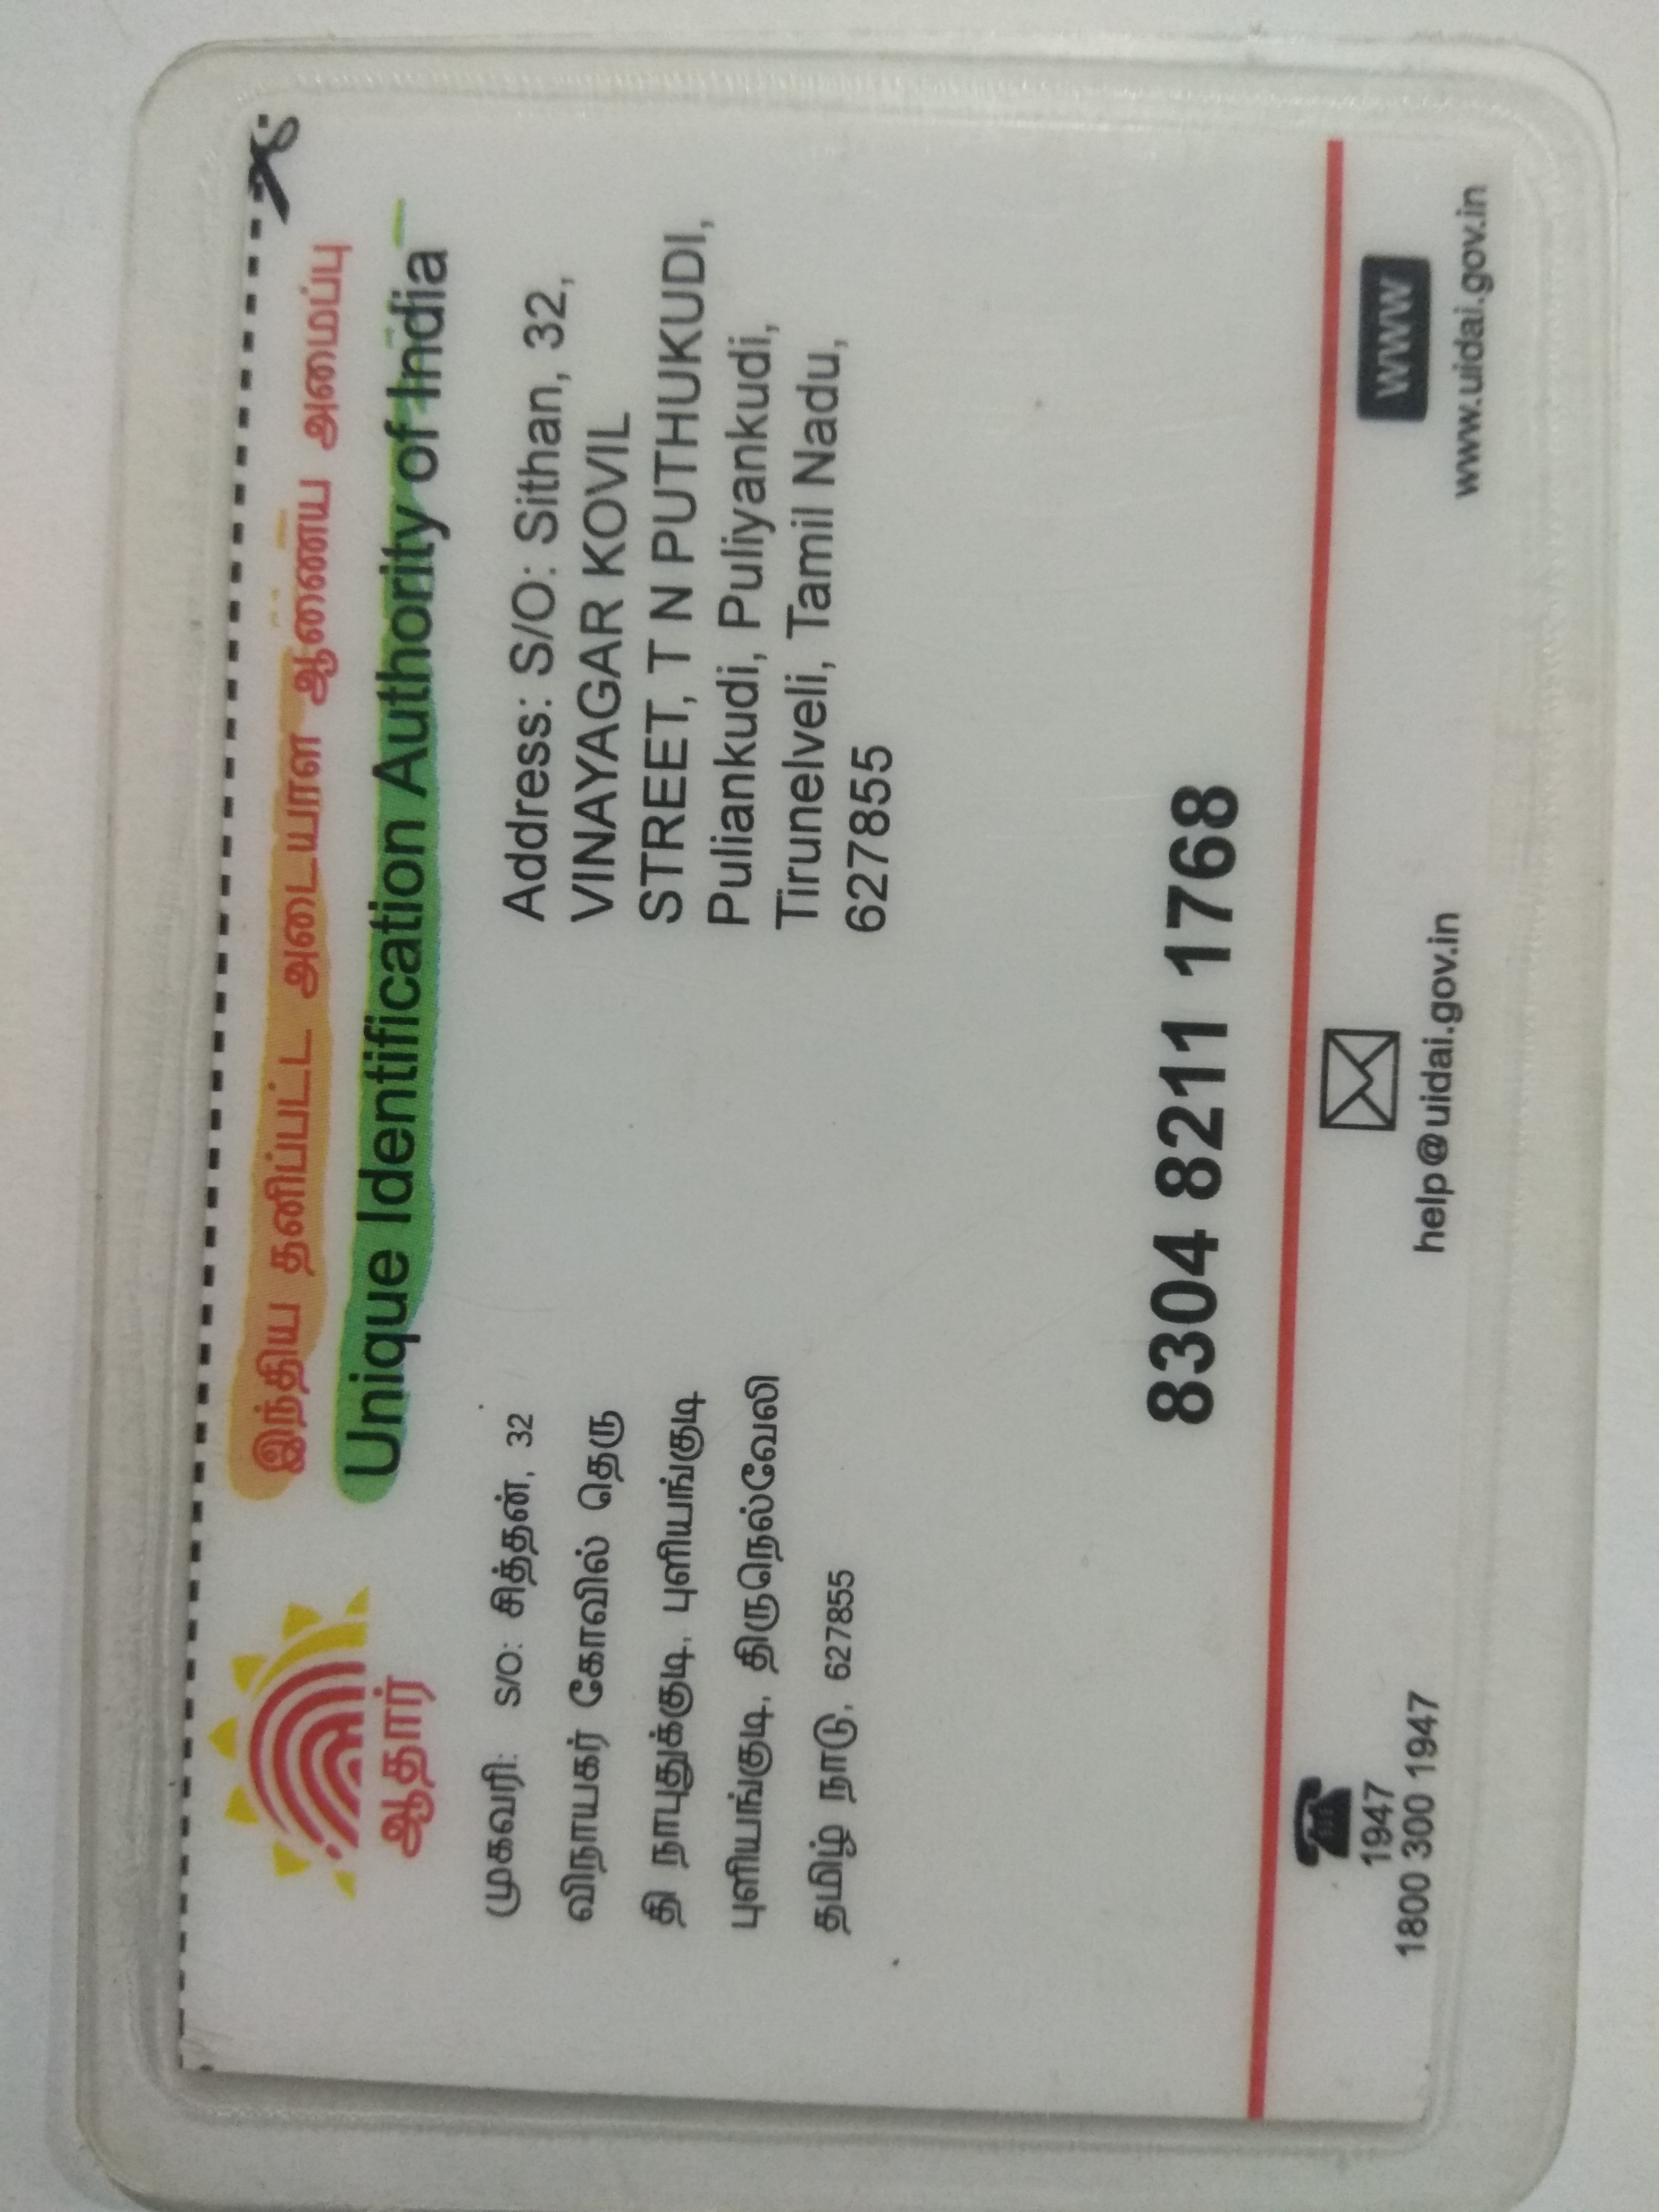 இந்திய தனிப்பட்ட அடையாள ஆணைய அமைப்பு
Unique Identification Authority of India
ஆதார்
முகவரி: S/O: சித்தன், 32
விநாயகர் கோவில் தெரு
தி நாபுதுக்குடி, புளியங்குடி
புளியங்குடி, திருநெல்வேலி
தமிழ் நாடு, 627855
Address: S/O: Sithan, 32,
VINAYAGAR KOVIL
STREET, T N PUTHUKUDI,
Puliankudi, Puliyankudi,
Tirunelveli, Tamil Nadu,
627855
8304 8211 1768
1947
1800 300 1947
help@uidai.gov.in
WWW
www.uidai.gov.in